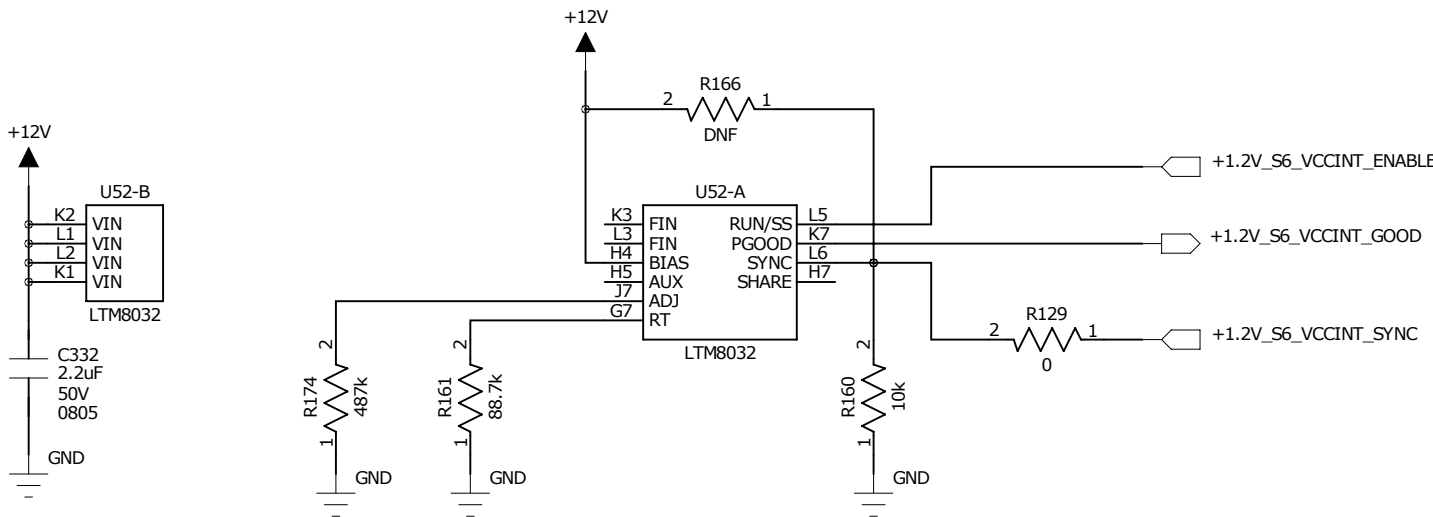 +12V
R166
2 1
DNF
+12V
+1.2V_S6_VCCINT_ENABLE
U52-B
U52-A
K2 VIN
L1 VIN
L2 VIN
K1 VIN
LTM8032
K3 FIN RUN/SS L5
L3 FIN PGOOD K7
H4 BIAS SYNC L6
H5 AUX SHARE H7
J7 ADJ
G7 RT
LTM8032
+1.2V_S6_VCCINT_GOOD
R129
2 1
0
+1.2V_S6_VCCINT_SYNC
C332
2.2uF
50V
0805
GND
2
R174
487k
1
GND
2
R161
88.7k
1
GND
2
R160
10k
1
GND